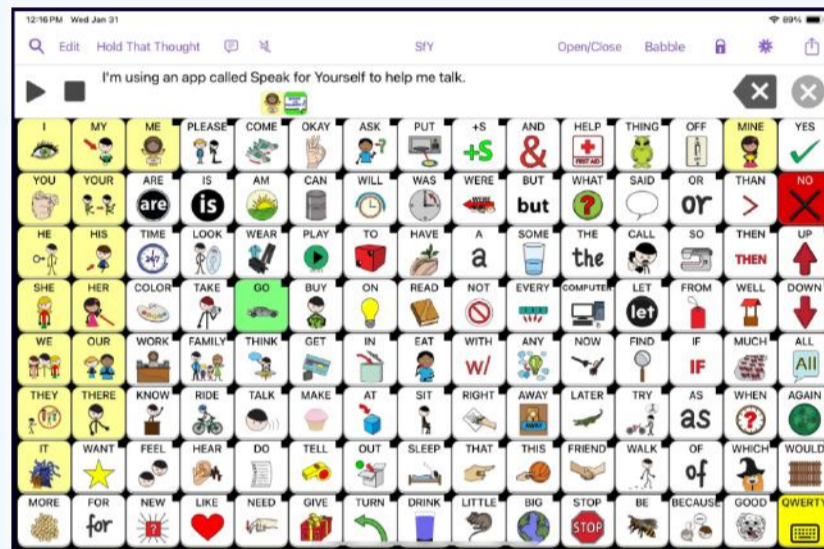 12:16 PM Wed Jan 31 89%
Edit Hold That Thought SfY Open/Close Babble
I'm using an app called Speak for Yourself to help me talk.
I MY ME PLEASE COME OKAY ASK PUT +S AND HELP THING OFF MINE YES
? +S & FIRST AID
YOU YOUR ARE IS AM CAN WILL WAS WERE BUT WHAT SAID OR THAN NO
are is WERE but ? or >
HE HIS TIME LOOK WEAR PLAY TO HAVE A SOME THE CALL SO THEN UP
24/7 a the THEN
SHE HER COLOR TAKE GO BUY ON READ NOT EVERY COMPUTER LET FROM WELL DOWN
let
WE OUR WORK FAMILY THINK GET IN EAT WITH ANY NOW FIND IF MUCH ALL
w/ IF All
THEY THERE KNOW RIDE TALK MAKE AT SIT RIGHT AWAY LATER TRY AS WHEN AGAIN
AWAY as ?
IT WANT FEEL HEAR DO TELL OUT SLEEP THAT THIS FRIEND WALK OF WHICH WOULD
of
MORE FOR NEW LIKE NEED GIVE TURN DRINK LITTLE BIG STOP BE BECAUSE GOOD QWERTY
for ? STOP